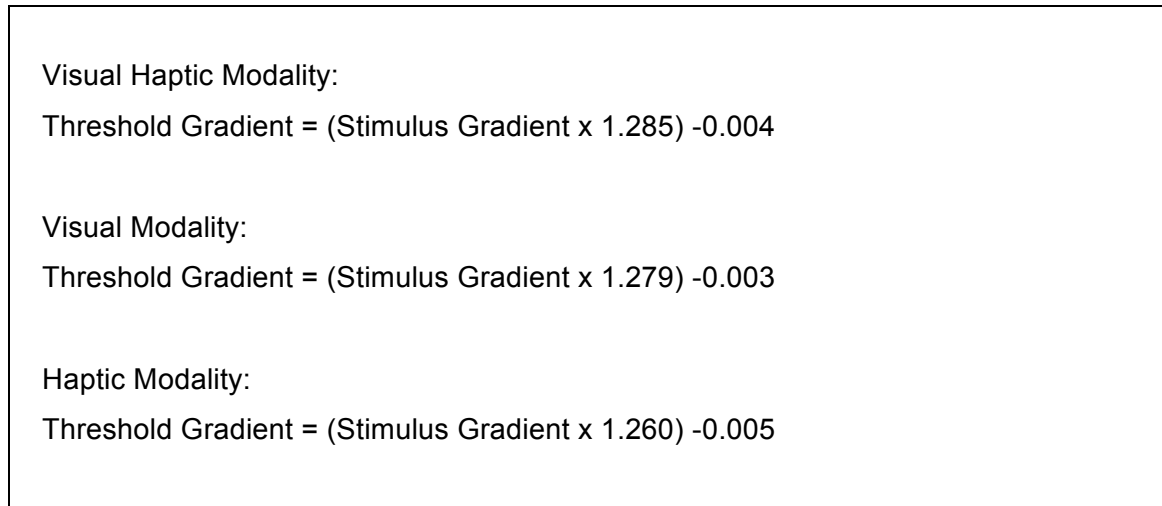 Visual Haptic Modality:
Threshold Gradient = (Stimulus Gradient x 1.285) -0.004
Visual Modality:
Threshold Gradient = (Stimulus Gradient x 1.279) -0.003
Haptic Modality:
Threshold Gradient = (Stimulus Gradient x 1.260) -0.005